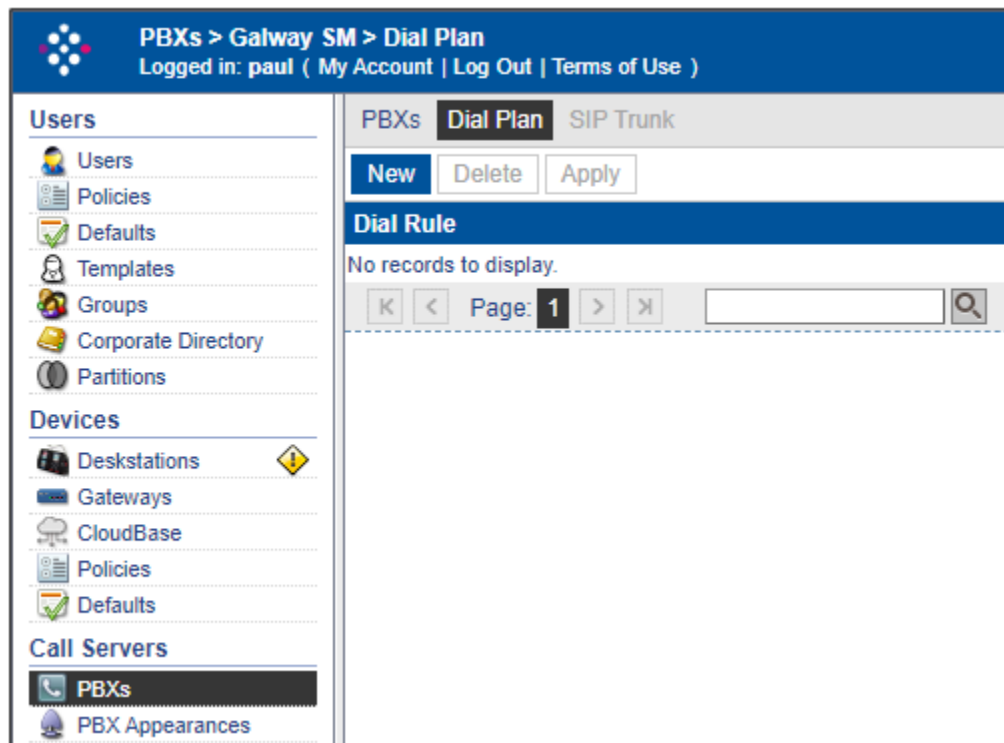 PBXs > Galway SM > Dial Plan
Logged in: paul ( My Account | Log Out | Terms of Use )
Users
Users
Policies
Defaults
Templates
Groups
Corporate Directory
Partitions
Devices
Deskstations
Gateways
CloudBase
Policies
Defaults
Call Servers
PBXs
PBX Appearances
PBXs Dial Plan SIP Trunk
New Delete Apply
Dial Rule
No records to display.
K < Page: 1 > K